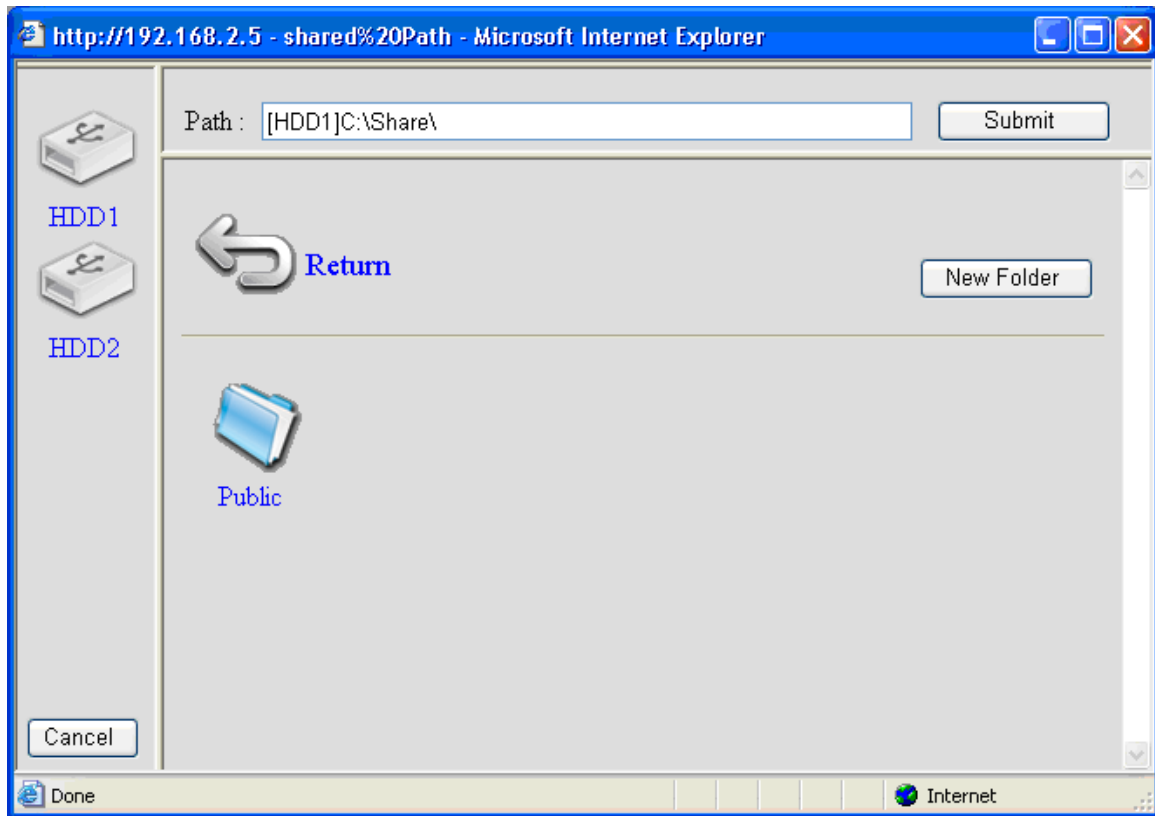 http://192.168.2.5 - shared%20Path - Microsoft Internet Explorer
Path : [HDD1]C:\Share\ Submit
HDD1
HDD2
Cancel
Return
New Folder
Public
Done Internet